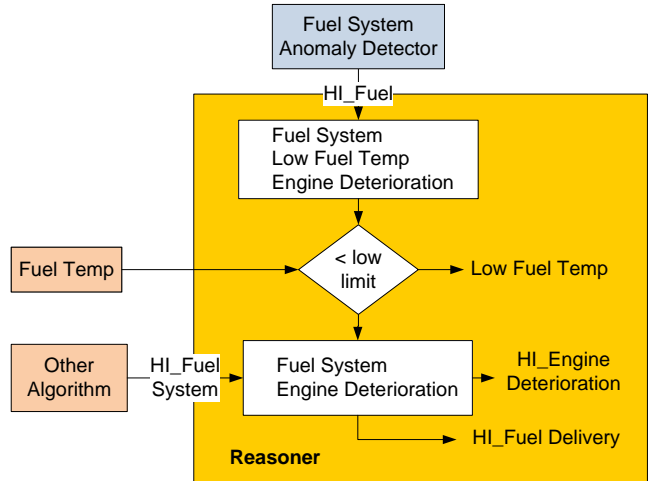 Fuel System
Anomaly Detector
HI_Fuel
Fuel System
Low Fuel Temp
Engine Deterioration
Fuel Temp
< low
limit
Low Fuel Temp
Other
Algorithm
HI_Fuel
System
Fuel System
Engine Deterioration
HI_Engine
Deterioration
HI_Fuel Delivery
Reasoner